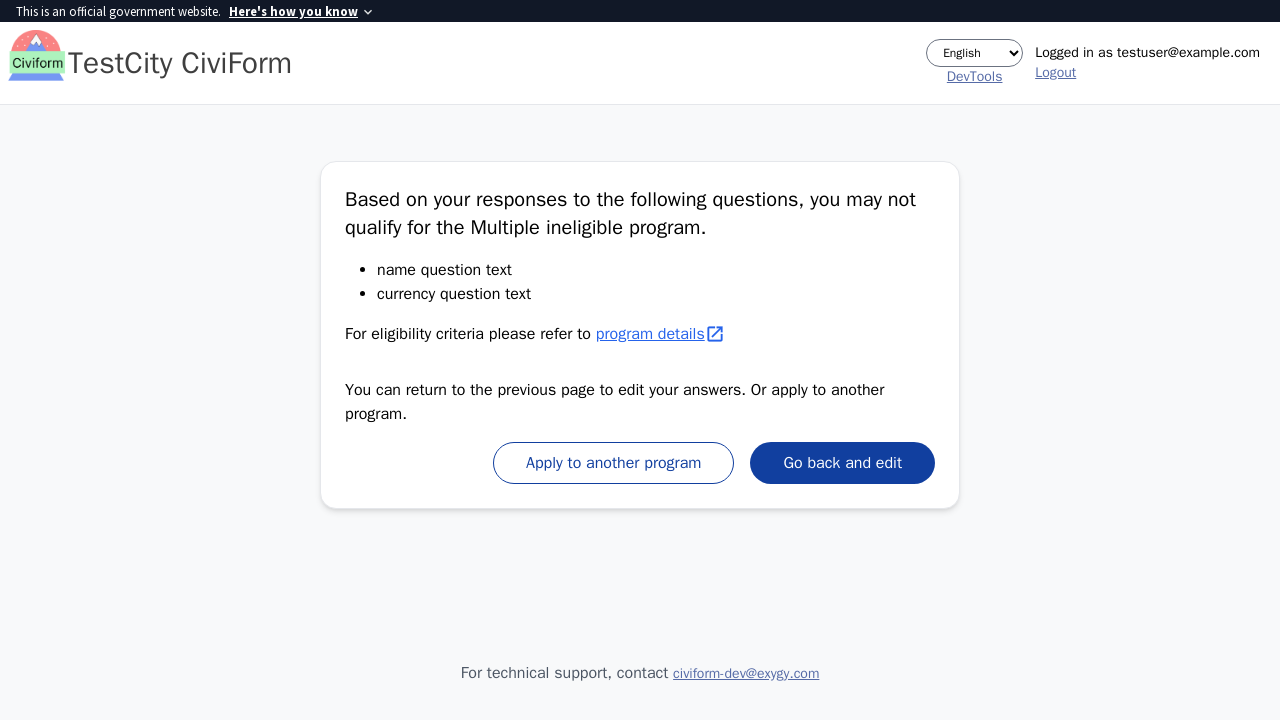 This is an official government website. Here's how you know
Civiform
TestCity CiviForm
English
DevTools
Logged in as testuser@example.com
Logout
Based on your responses to the following questions, you may not
qualify for the Multiple ineligible program.
• name question text
• currency question text
For eligibility criteria please refer to program details
You can return to the previous page to edit your answers. Or apply to another
program.
Apply to another program
Go back and edit
For technical support, contact civiform-dev@exygy.com